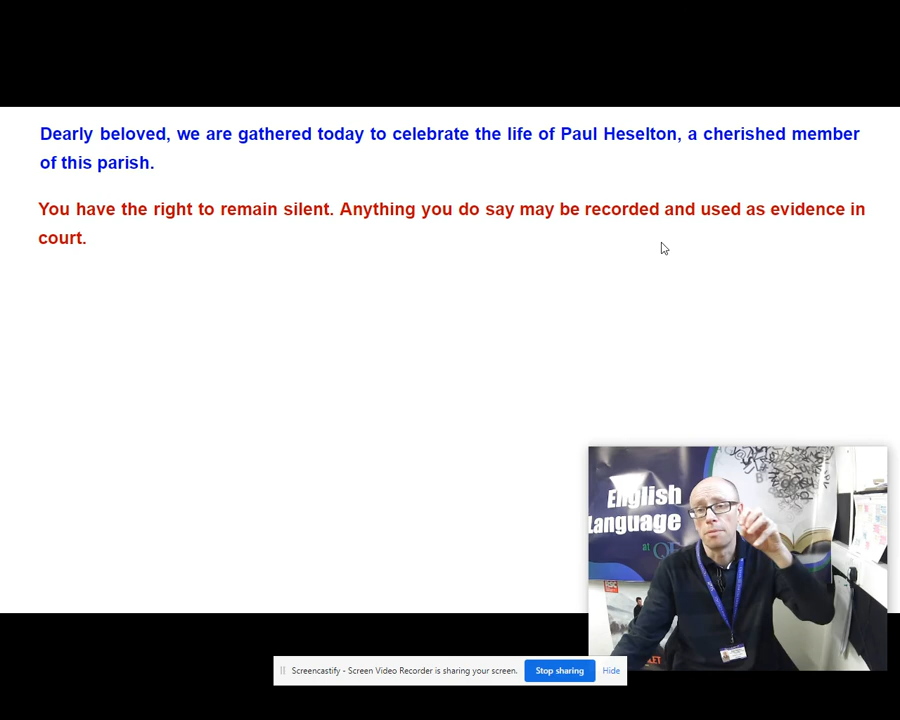 Dearly beloved, we are gathered today to celebrate the life of Paul Heselton, a cherished member
of this parish.
You have the right to remain silent. Anything you do say may be recorded and used as evidence in
court.
English
Language
at QE
Screencastify - Screen Video Recorder is sharing your screen.
Stop sharing
Hide